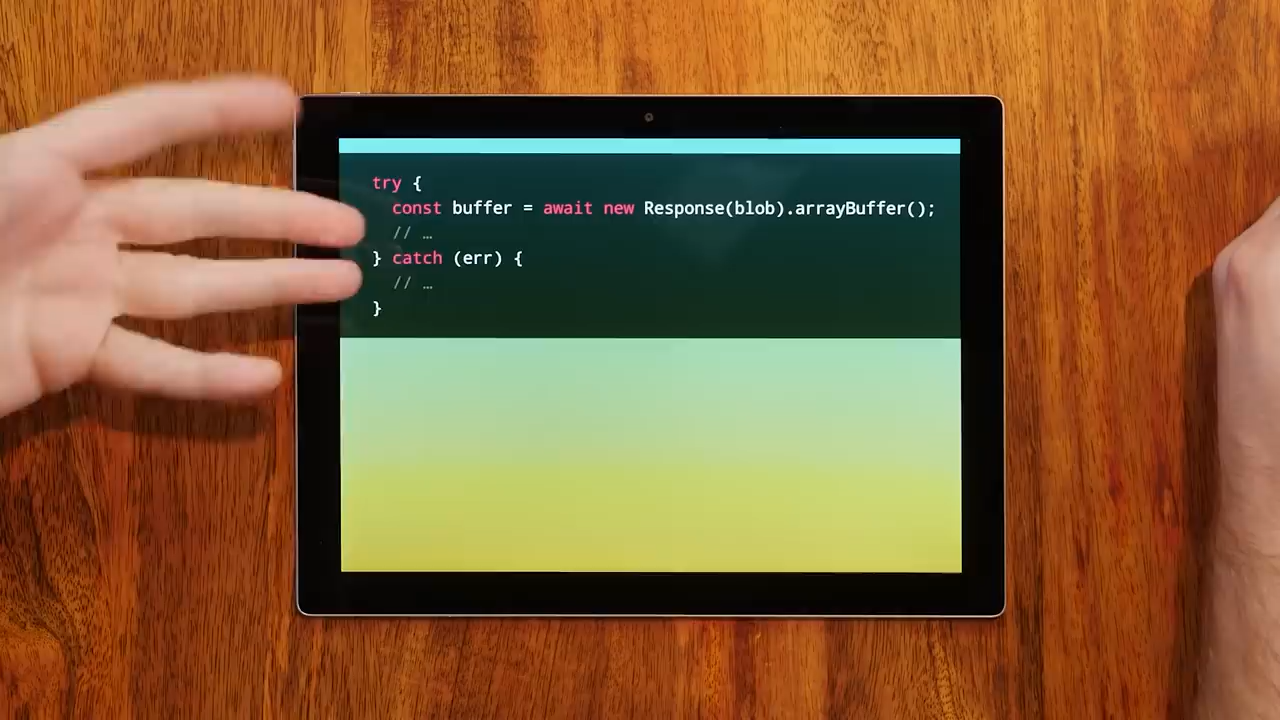 try {
const buffer = await new Response(blob).arrayBuffer();
// …
} catch (err) {
// …
}